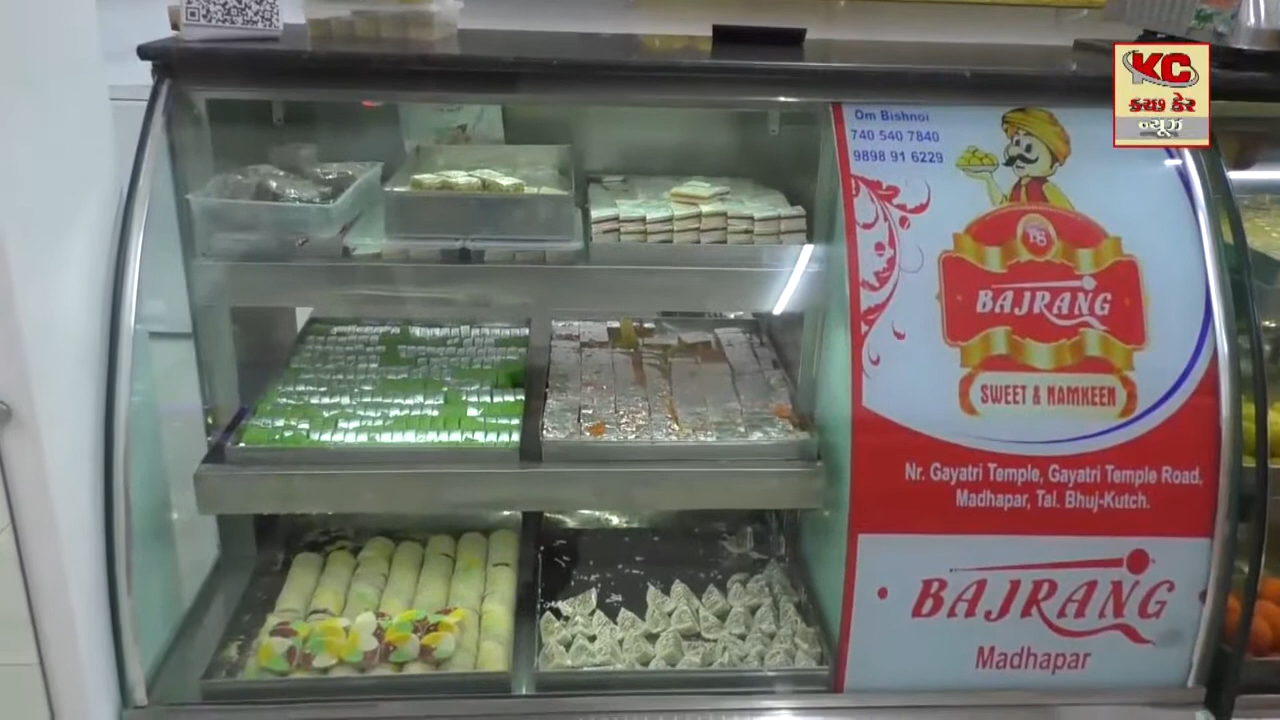 KC
કચ્છ કેર
ન્યૂઝ
Om Bishnoi
740 540 7840
9898 91 6229
BAJRANG
SWEET & NAMKEEN
Nr. Gayatri Temple, Gayatri Temple Road,
Madhapar, Tal. Bhuj-Kutch.
BAJRANG
Madhapar